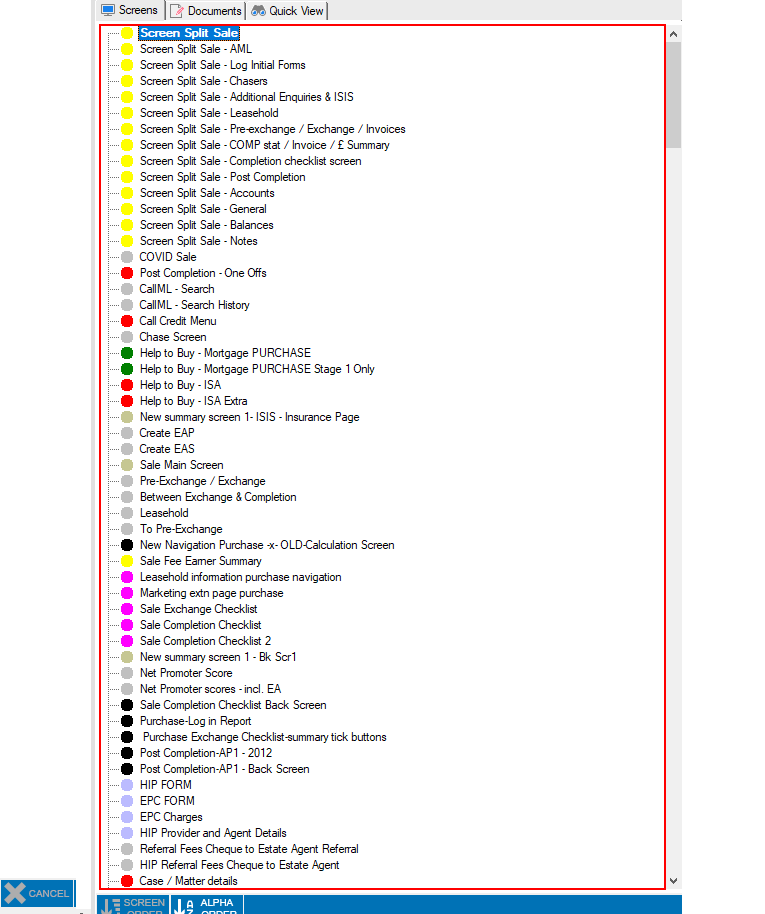 Screens Documents Quick View
Screen Split Sale
Screen Split Sale - AML
Screen Split Sale - Log Initial Forms
Screen Split Sale - Chasers
Screen Split Sale - Additional Enquiries & ISIS
Screen Split Sale - Leasehold
Screen Split Sale - Pre-exchange / Exchange / Invoices
Screen Split Sale - COMP stat / Invoice / £ Summary
Screen Split Sale - Completion checklist screen
Screen Split Sale - Post Completion
Screen Split Sale - Accounts
Screen Split Sale - General
Screen Split Sale - Balances
Screen Split Sale - Notes
COVID Sale
Post Completion - One Offs
CallML - Search
CallML - Search History
Call Credit Menu
Chase Screen
Help to Buy - Mortgage PURCHASE
Help to Buy - Mortgage PURCHASE Stage 1 Only
Help to Buy - ISA
Help to Buy - ISA Extra
New summary screen 1- ISIS - Insurance Page
Create EAP
Create EAS
Sale Main Screen
Pre-Exchange / Exchange
Between Exchange & Completion
Leasehold
To Pre-Exchange
New Navigation Purchase -x- OLD-Calculation Screen
Sale Fee Earner Summary
Leasehold information purchase navigation
Marketing extn page purchase
Sale Exchange Checklist
Sale Completion Checklist
Sale Completion Checklist 2
New summary screen 1 - Bk Scr1
Net Promoter Score
Net Promoter scores - incl. EA
Sale Completion Checklist Back Screen
Purchase-Log in Report
Purchase Exchange Checklist-summary tick buttons
Post Completion-AP1 - 2012
Post Completion-AP1 - Back Screen
HIP FORM
EPC FORM
EPC Charges
HIP Provider and Agent Details
Referral Fees Cheque to Estate Agent Referral
HIP Referral Fees Cheque to Estate Agent
Case / Matter details
CANCEL
SCREEN ORDER
ALPHA ORDER